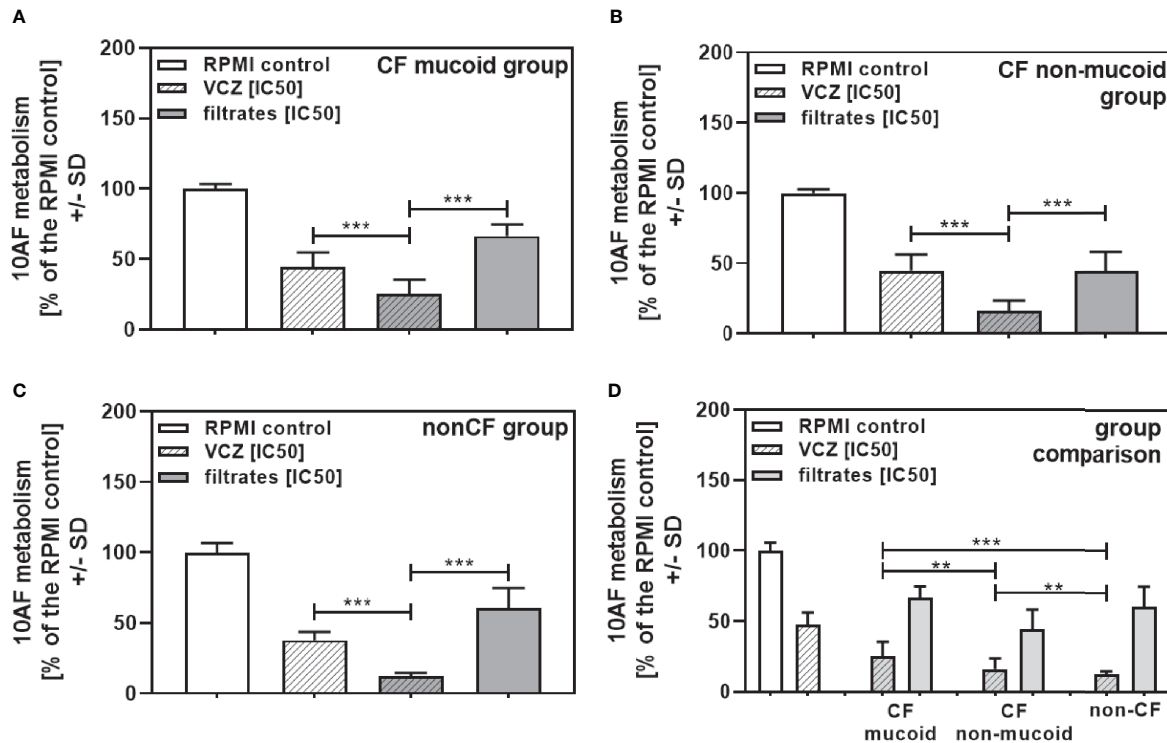 A
10AF metabolism
[% of the RPMI control]
+/- SD
200
150
100
50
0
RPMI control
VCZ [IC50]
filtrates [IC50]
CF mucoid group
***
***
B
10AF metabolism
[% of the RPMI control]
+/- SD
200
150
100
50
0
RPMI control
VCZ [IC50]
filtrates [IC50]
CF non-mucoid
group
***
***
C
10AF metabolism
[% of the RPMI control]
+/- SD
200
150
100
50
0
RPMI control
VCZ [IC50]
filtrates [IC50]
nonCF group
***
***
D
10AF metabolism
[% of the RPMI control]
+/- SD
200
150
100
50
0
RPMI control
VCZ [IC50]
filtrates [IC50]
group
comparison
***
**
**
CF
mucoid
CF
non-mucoid
non-CF